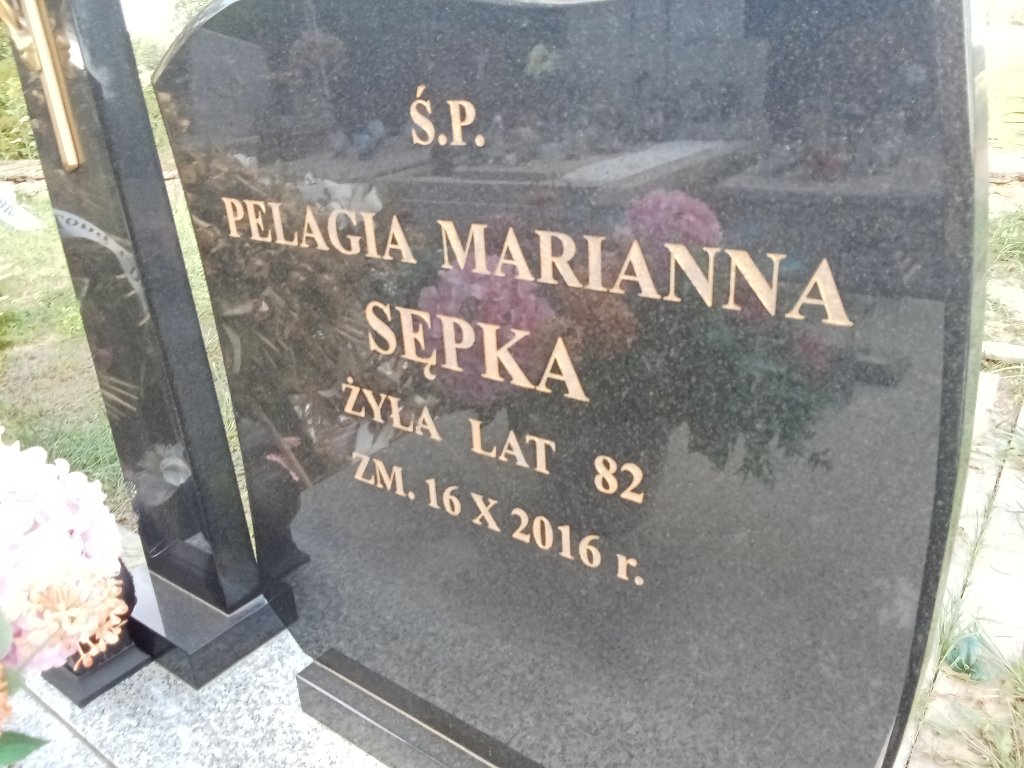 Ś.P.
PELAGIA MARIANNA
SĘPKA
ŻYŁA LAT 82
ZM. 16 X 2016 r.